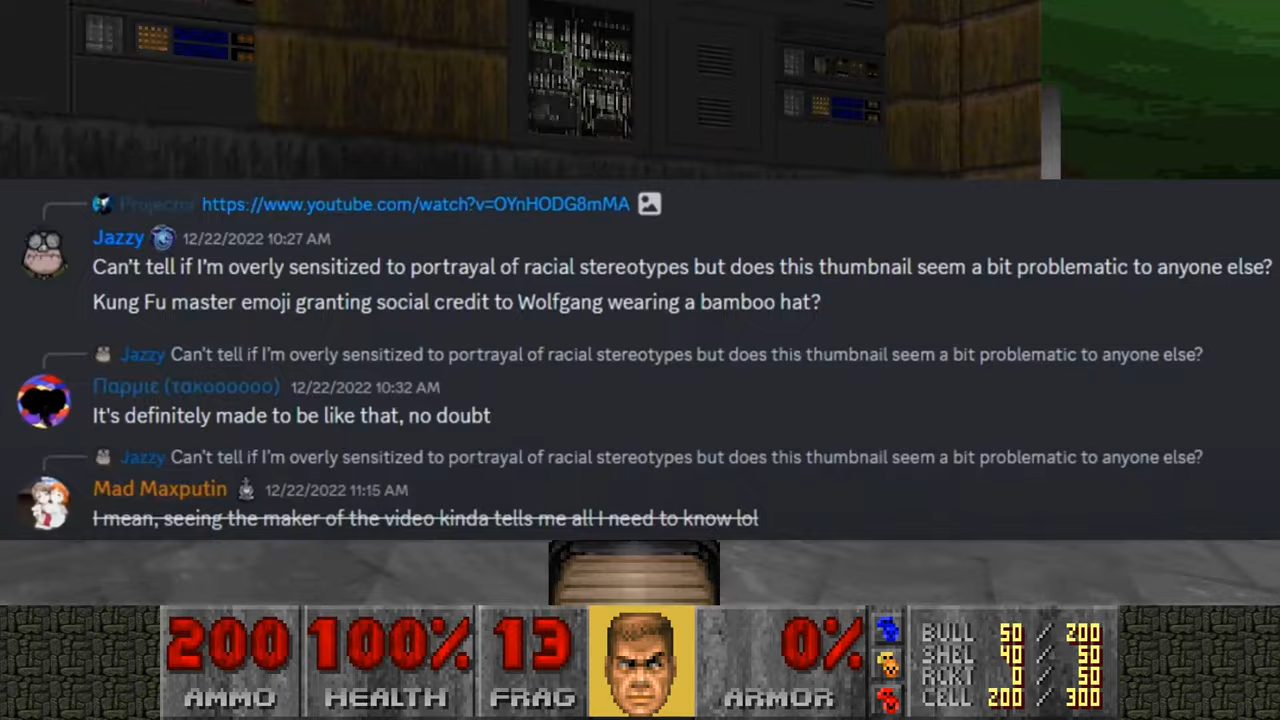 Projector https://www.youtube.com/watch?v=OYnHODG8mMA
Jazzy 12/22/2022 10:27 AM
Can't tell if I'm overly sensitized to portrayal of racial stereotypes but does this thumbnail seem a bit problematic to anyone else?
Kung Fu master emoji granting social credit to Wolfgang wearing a bamboo hat?
Jazzy Can't tell if I'm overly sensitized to portrayal of racial stereotypes but does this thumbnail seem a bit problematic to anyone else?
Παρμιε (τακοοοοοο) 12/22/2022 10:32 AM
It's definitely made to be like that, no doubt
Jazzy Can't tell if I'm overly sensitized to portrayal of racial stereotypes but does this thumbnail seem a bit problematic to anyone else?
Mad Maxputin 12/22/2022 11:15 AM
I mean, seeing the maker of the video kinda tells me all I need to know lol
200 100% 13 0%
AMMO HEALTH FRAG ARMOR
BULL 50 / 200
SHEL 40 / 50
RCKT 0 / 50
CELL 200 / 300